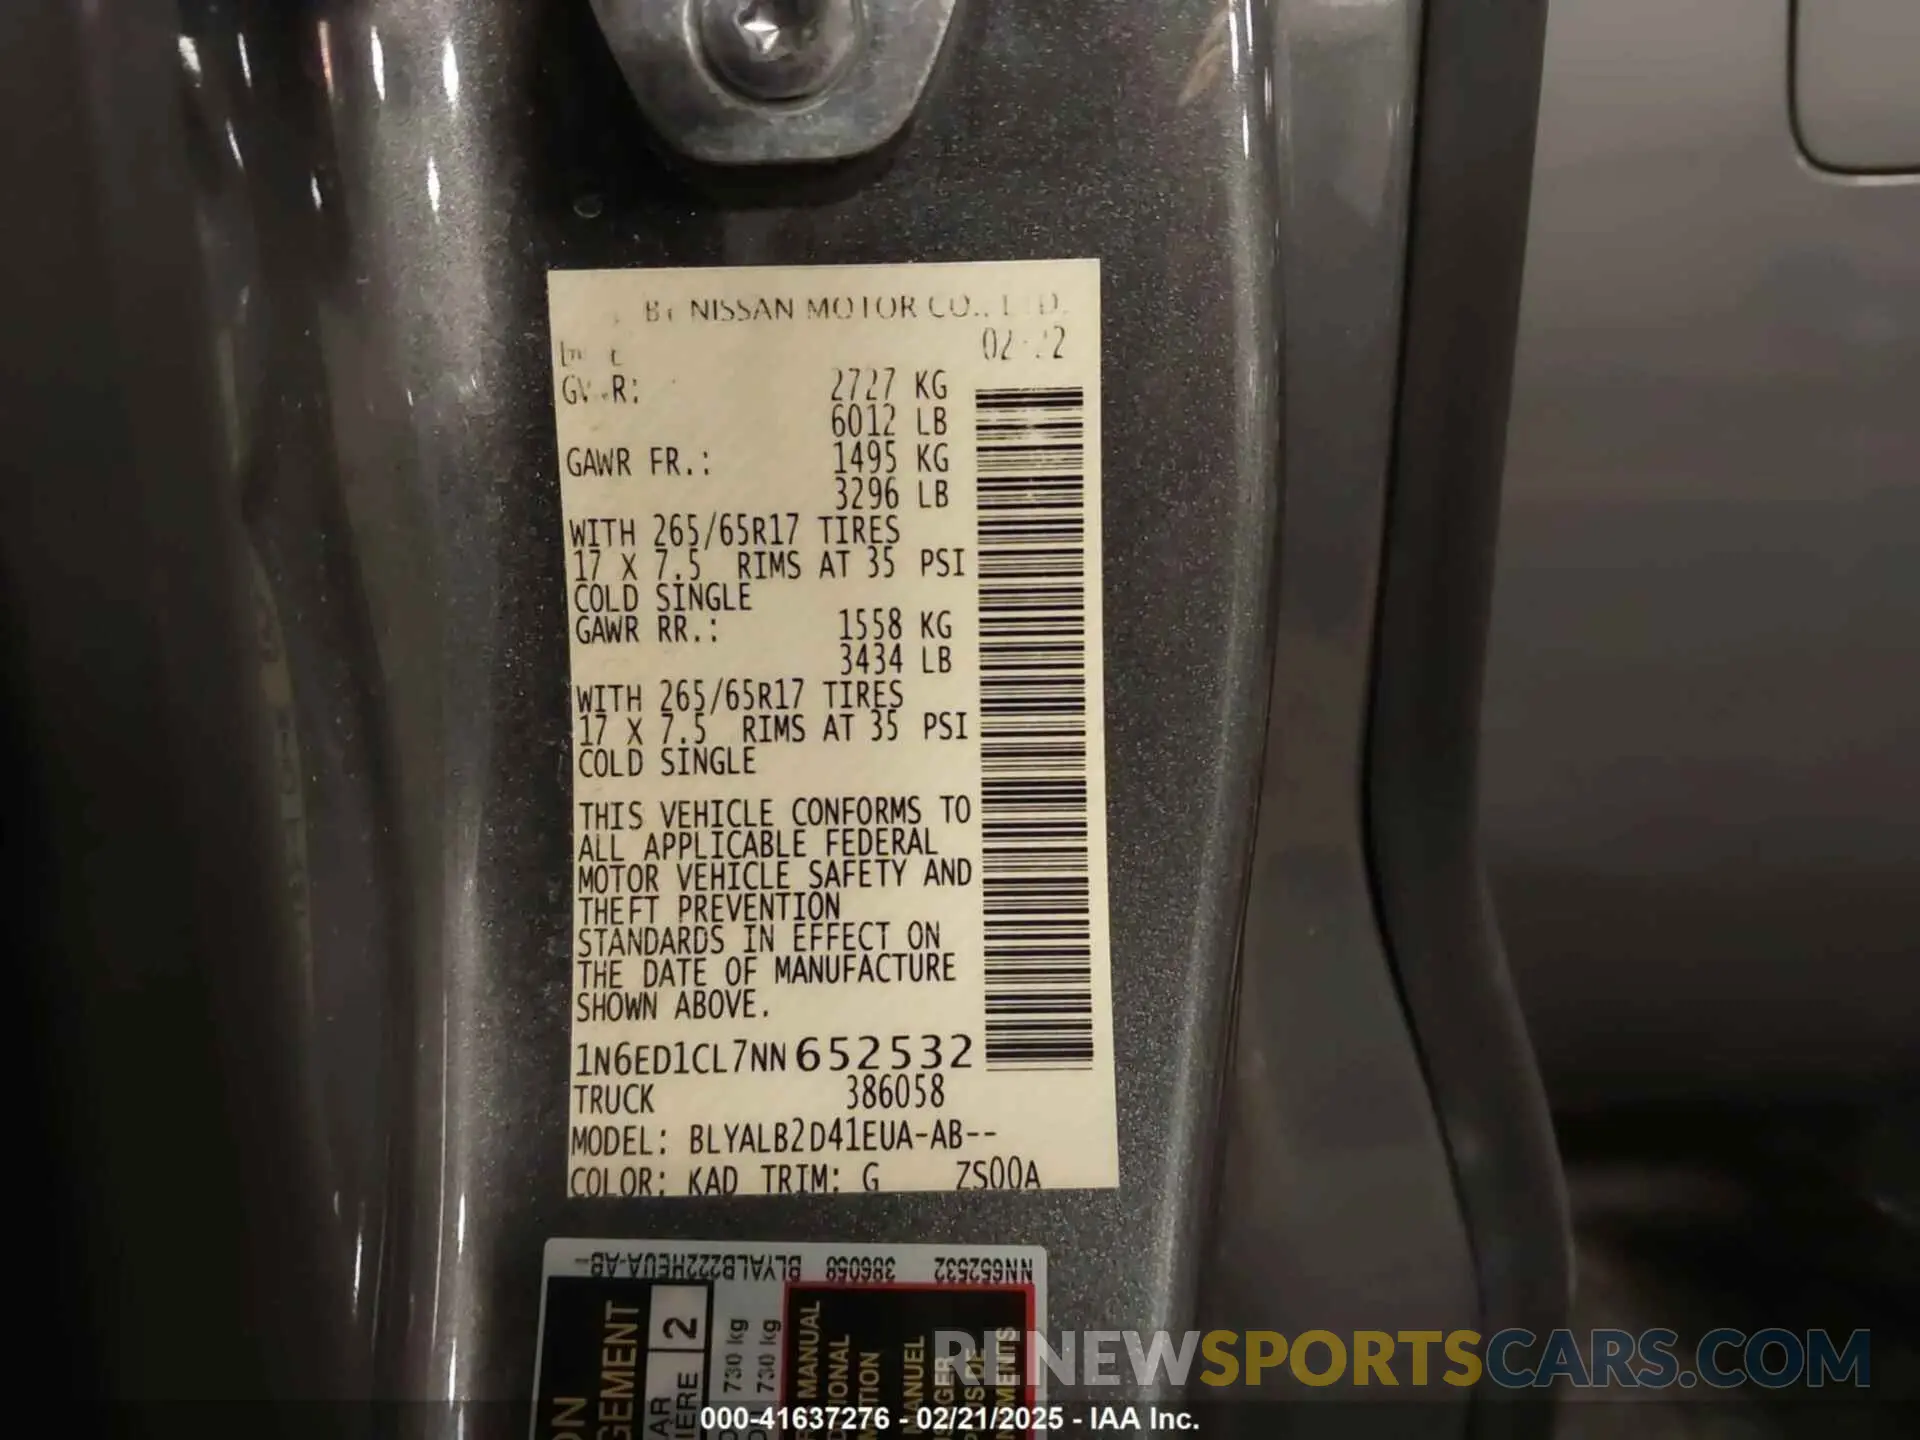 BY NISSAN MOTOR CO., LTD.
GVWR: 2727 KG
6012 LB
GAWR FR.: 1495 KG
3296 LB
WITH 265/65R17 TIRES
17 X 7.5 RIMS AT 35 PSI
COLD SINGLE
GAWR RR.: 1558 KG
3434 LB
WITH 265/65R17 TIRES
17 X 7.5 RIMS AT 35 PSI
COLD SINGLE
THIS VEHICLE CONFORMS TO
ALL APPLICABLE FEDERAL
MOTOR VEHICLE SAFETY AND
THEFT PREVENTION
STANDARDS IN EFFECT ON
THE DATE OF MANUFACTURE
SHOWN ABOVE.
1N6ED1CL7NN652532
TRUCK 386058
MODEL: BLYALB2D41EUA-AB--
COLOR: KAD TRIM: G ZS00A
NN652532 386058 BLYALB222HEUA-AB--
2
730 kg
730 kg
MANUAL
MANUEL
RENEWSPORTSCARS.COM
000-41637276 - 02/21/2025 - IAA Inc.